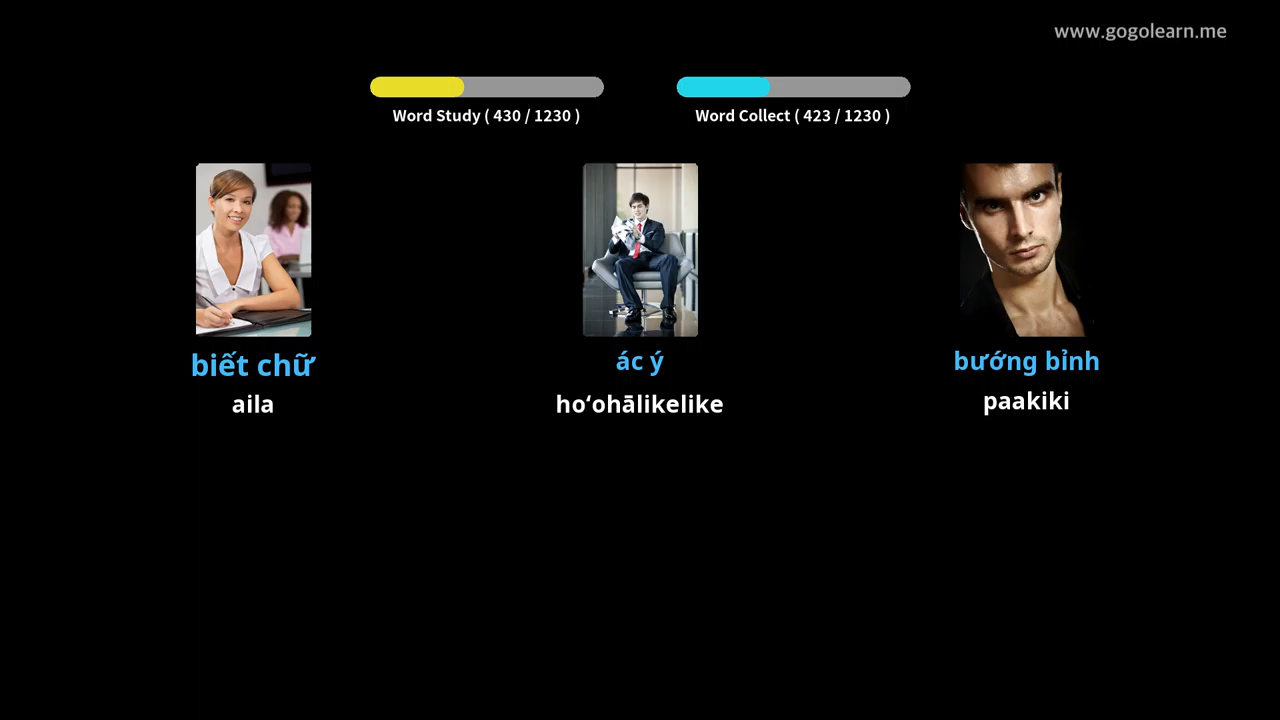 www.gogolearn.me
Word Study ( 430 / 1230 )
Word Collect ( 423 / 1230 )
biết chữ
ác ý
bướng bỉnh
aila
hoʻohālikelike
paakiki